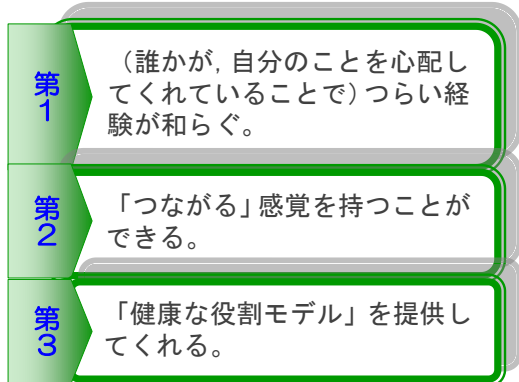 第1
（誰かが，自分のことを心配し
てくれていることで）つらい経
験が和らぐ。
第2
「つながる」感覚を持つことが
できる。
第3
「健康な役割モデル」を提供し
てくれる。